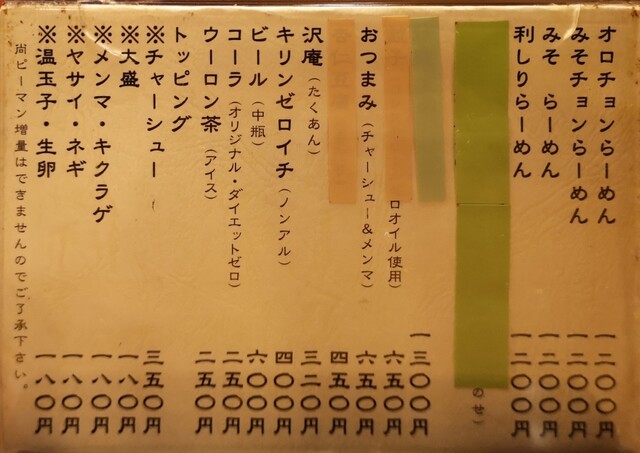 オロチョンらーめん 一二〇〇円
みそチョンらーめん 一二〇〇円
みそ らーめん 一二〇〇円
利しりらーめん 一二〇〇円
のせ）
一三〇〇円
ロオイル使用） 六五〇円
おつまみ（チャーシュー＆メンマ） 六五〇円
四五〇円
沢庵（たくあん） 三二〇円
キリンゼロイチ（ノンアル） 四〇〇円
ビール（中瓶） 六〇〇円
コーラ（オリジナル・ダイエットゼロ） 二五〇円
ウーロン茶（アイス） 二五〇円
トッピング
※チャーシュー 三五〇円
※大盛 一八〇円
※メンマ・キクラゲ 一八〇円
※ヤサイ・ネギ 一八〇円
※温玉子・生卵 一八〇円
尚ピーマン増量はできませんのでご了承下さい。